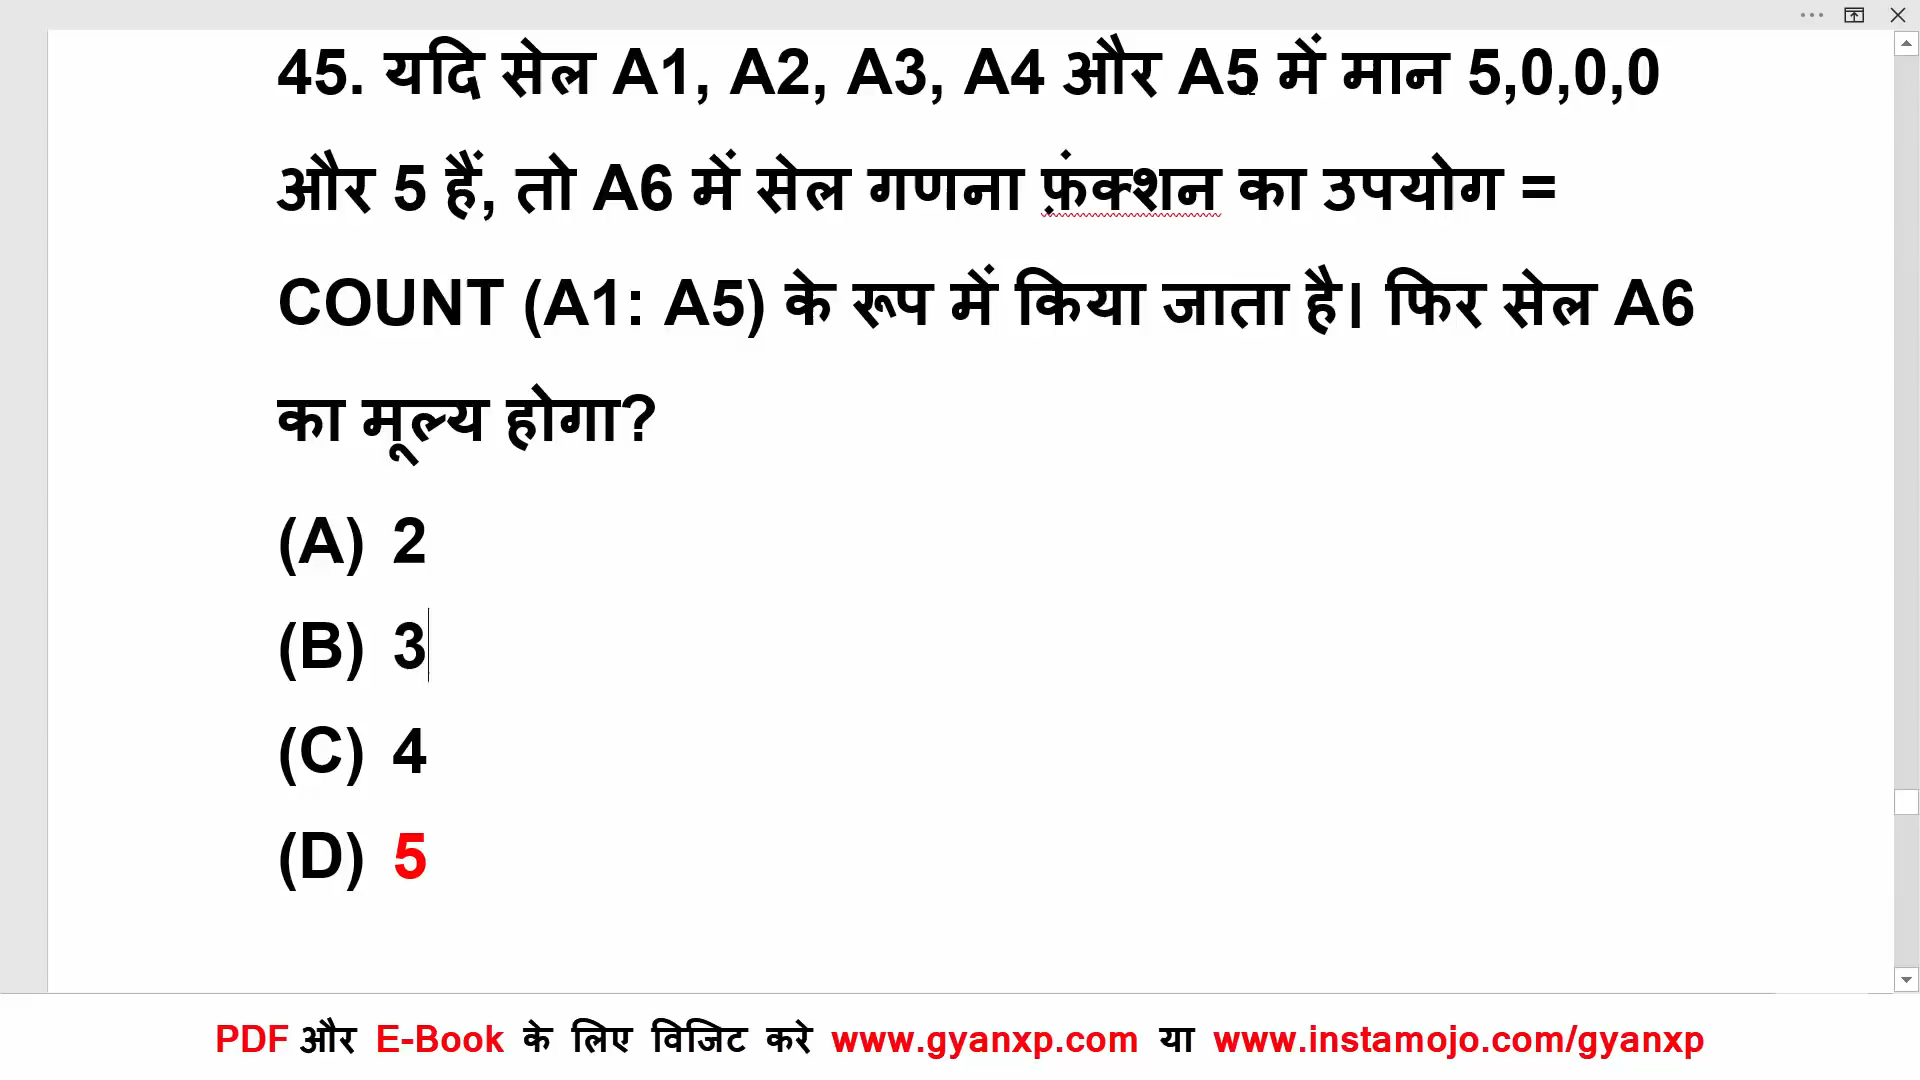 45. यदि सेल A1, A2, A3, A4 और A5 में मान 5,0,0,0
और 5 हैं, तो A6 में सेल गणना फ़ंक्शन का उपयोग =
COUNT (A1: A5) के रूप में किया जाता है। फिर सेल A6
का मूल्य होगा?
(A) 2
(B) 3
(C) 4
(D) 5
PDF और E-Book के लिए विजिट करे www.gyanxp.com या www.instamojo.com/gyanxp